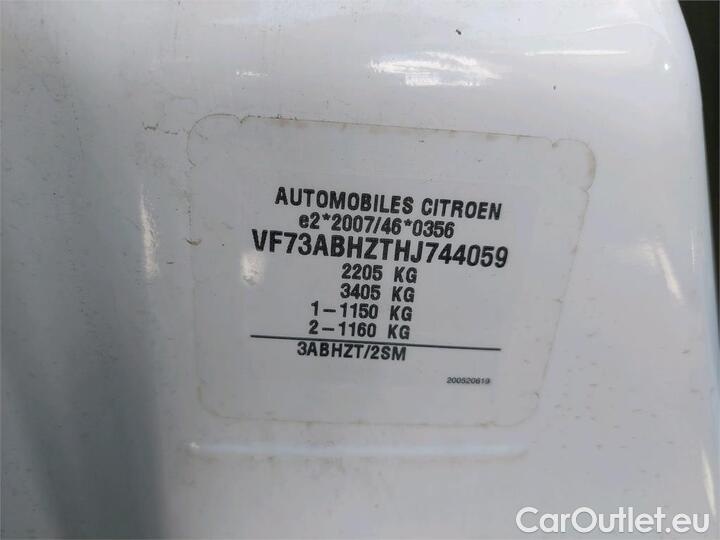 AUTOMOBILES CITROEN
e2*2007/46*0356
VF73ABHZTHJ744059
2205 KG
3405 KG
1-1150 KG
2-1160 KG
3ABHZT/2SM
200520619
CarOutlet.eu